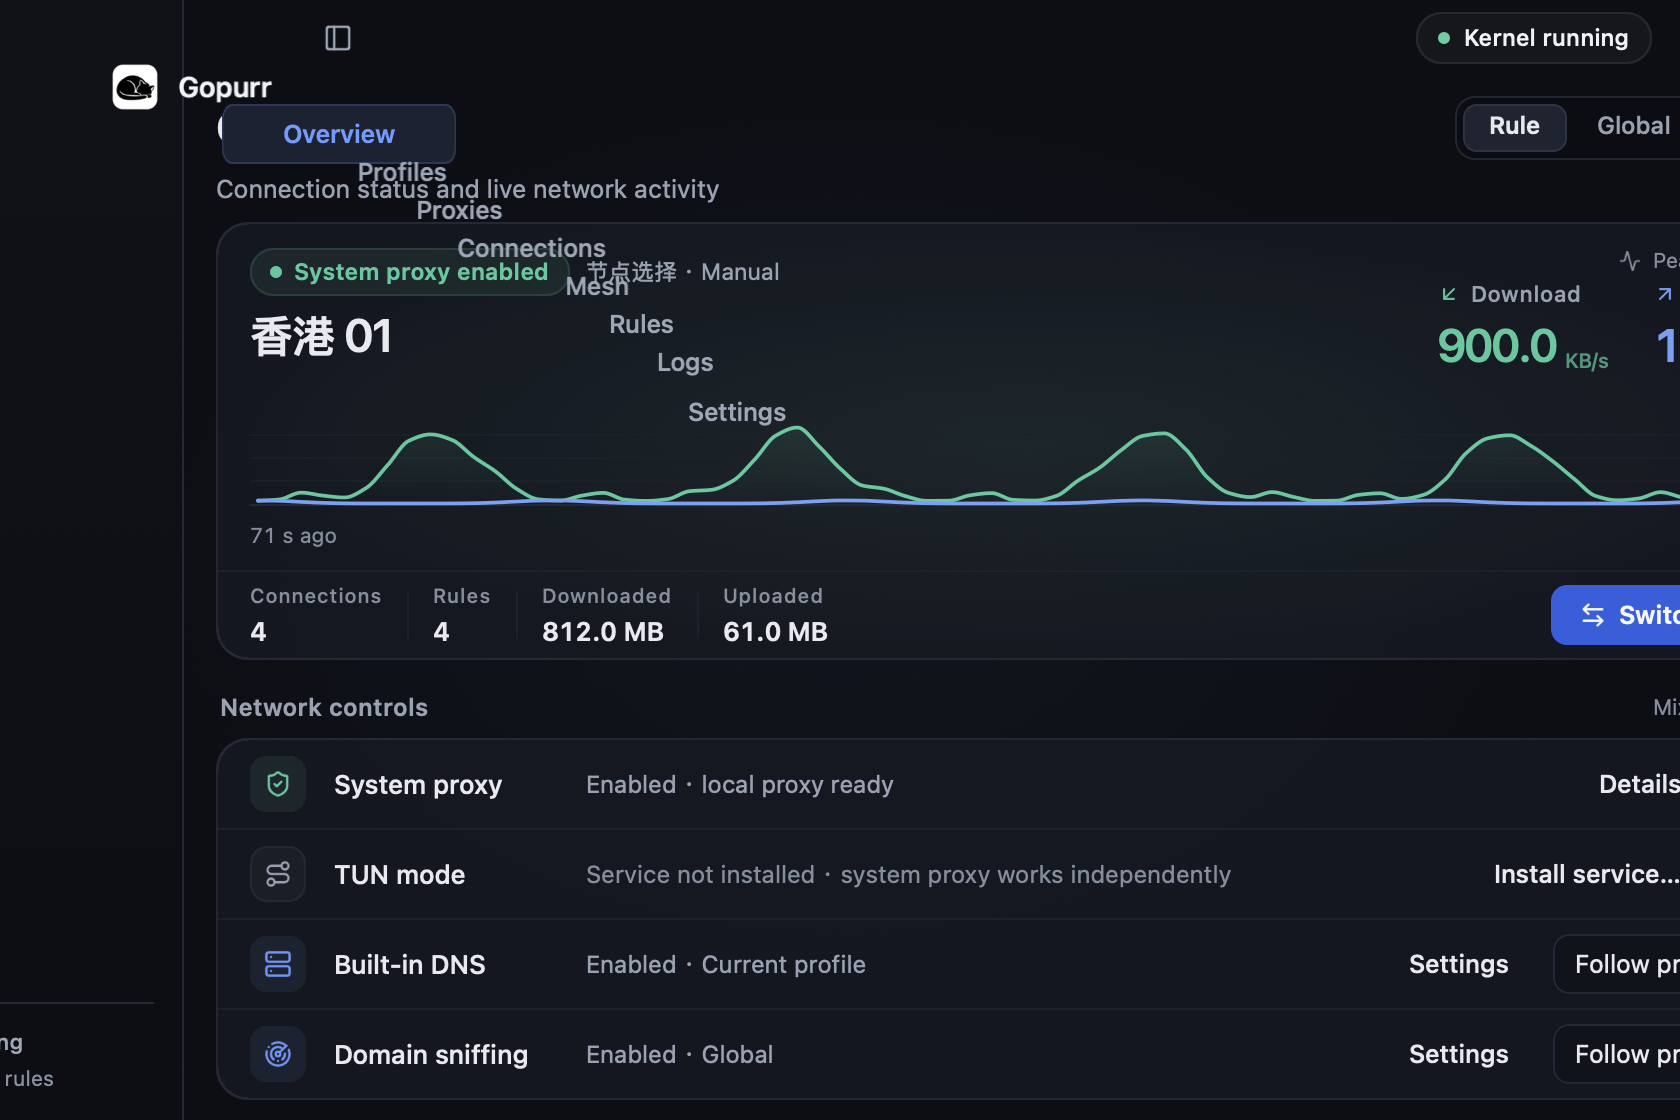 Kernel running
Gopurr
Overview
Rule
Global
Profiles
Connection status and live network activity
Proxies
Connections
System proxy enabled
节点选择 · Manual
Mesh
Download
香港 01
Rules
900.0 KB/s
Logs
Settings
71 s ago
Connections
Rules
Downloaded
Uploaded
4
4
812.0 MB
61.0 MB
Network controls
System proxy
Enabled · local proxy ready
Details
TUN mode
Service not installed · system proxy works independently
Install service...
Built-in DNS
Enabled · Current profile
Settings
Follow
Domain sniffing
Enabled · Global
Settings
Follow
rules